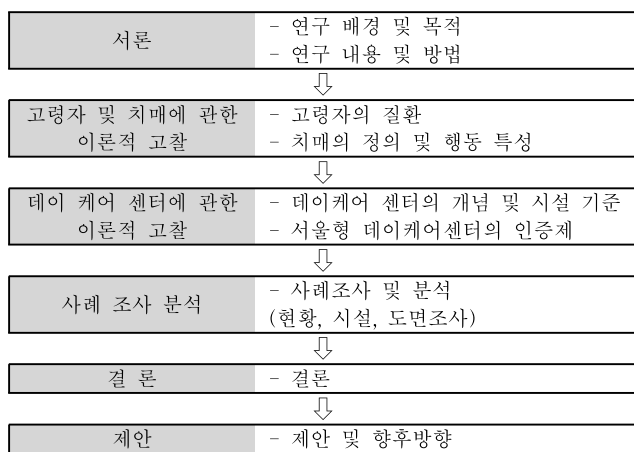 서론
- 연구 배경 및 목적
- 연구 내용 및 방법
고령자 및 치매에 관한
이론적 고찰
- 고령자의 질환
- 치매의 정의 및 행동 특성
데이 케어 센터에 관한
이론적 고찰
- 데이케어 센터의 개념 및 시설 기준
- 서울형 데이케어센터의 인증제
사례 조사 분석
- 사례조사 및 분석
(현황, 시설, 도면조사)
결 론
- 결론
제안
- 제안 및 향후방향